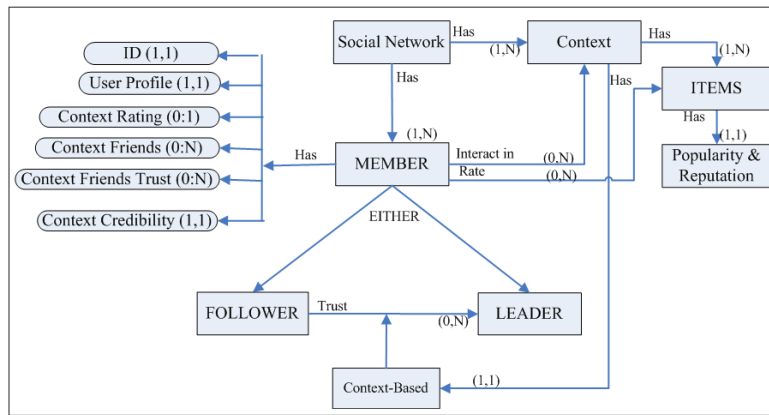 ID (1,1)
User Profile (1,1)
Context Rating (0:1)
Context Friends (0:N)
Context Friends Trust (0:N)
Context Credibility (1,1)
Has
Social Network
Has
(1,N)
Context
Has
(1,N)
Has
ITEMS
Has
(1,1)
Popularity &
Reputation
Has
(1,N)
MEMBER
Interact in
(0,N)
Rate
(0,N)
EITHER
FOLLOWER
Trust
(0,N)
LEADER
Context-Based
(1,1)